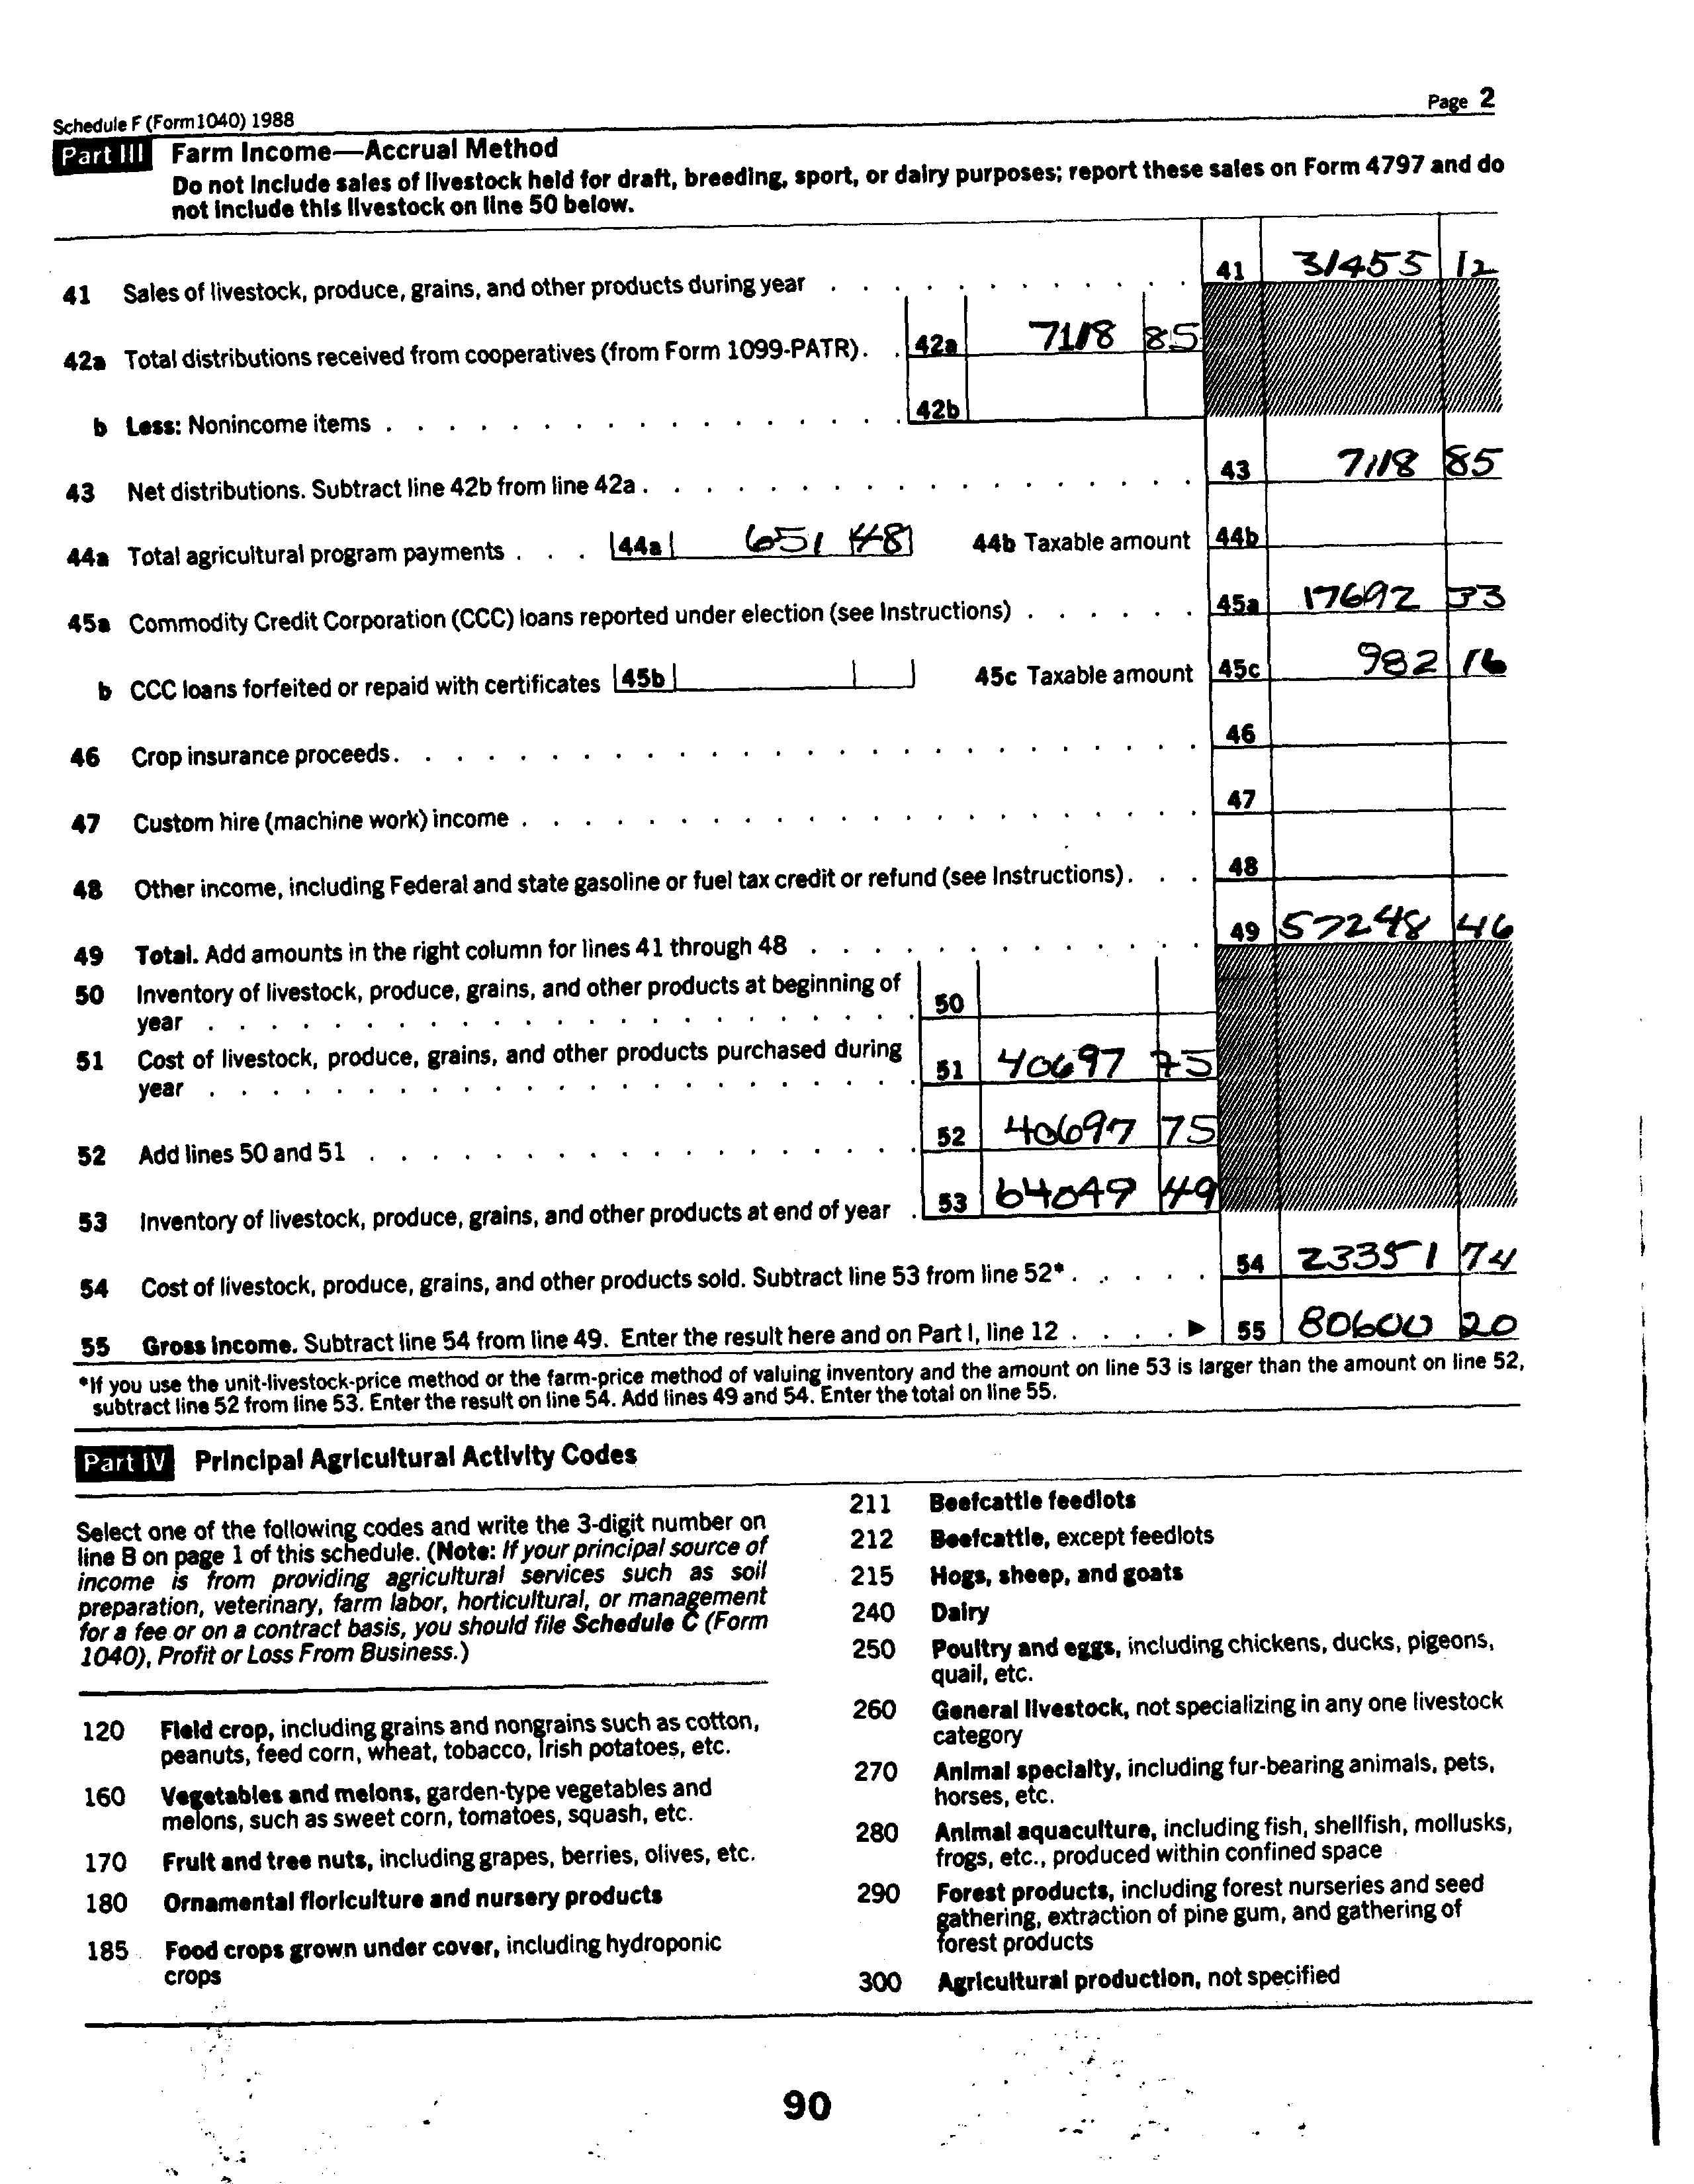 Schedule F (Form 1040) 1988 Page 2
Part III Farm Income—Accrual Method
Do not include sales of livestock held for draft, breeding, sport, or dairy purposes; report these sales on Form 4797 and do
not include this livestock on line 50 below.
41 Sales of livestock, produce, grains, and other products during year 41 31455 12
42a Total distributions received from cooperatives (from Form 1099-PATR). 42a 7118 85
b Less: Nonincome items 42b
43 Net distributions. Subtract line 42b from line 42a 43 7118 85
44a Total agricultural program payments 44a 651 48 44b Taxable amount 44b
45a Commodity Credit Corporation (CCC) loans reported under election (see Instructions) 45a 17692 33
b CCC loans forfeited or repaid with certificates 45b 45c Taxable amount 45c 982 16
46 Crop insurance proceeds 46
47 Custom hire (machine work) income 47
48 Other income, including Federal and state gasoline or fuel tax credit or refund (see Instructions) 48
49 Total. Add amounts in the right column for lines 41 through 48 49 57248 46
50 Inventory of livestock, produce, grains, and other products at beginning of
year 50
51 Cost of livestock, produce, grains, and other products purchased during
year 51 40697 75
52 Add lines 50 and 51 52 40697 75
53 Inventory of livestock, produce, grains, and other products at end of year 53 64049 49
54 Cost of livestock, produce, grains, and other products sold. Subtract line 53 from line 52* 54 23351 74
55 Gross Income. Subtract line 54 from line 49. Enter the result here and on Part I, line 12 ▶ 55 80600 20
*If you use the unit-livestock-price method or the farm-price method of valuing inventory and the amount on line 53 is larger than the amount on line 52,
subtract line 52 from line 53. Enter the result on line 54. Add lines 49 and 54. Enter the total on line 55.
Part IV Principal Agricultural Activity Codes
Select one of the following codes and write the 3-digit number on
line B on page 1 of this schedule. (Note: If your principal source of
income is from providing agricultural services such as soil
preparation, veterinary, farm labor, horticultural, or management
for a fee or on a contract basis, you should file Schedule C (Form
1040), Profit or Loss From Business.)
120 Field crop, including grains and nongrains such as cotton,
peanuts, feed corn, wheat, tobacco, Irish potatoes, etc.
160 Vegetables and melons, garden-type vegetables and
melons, such as sweet corn, tomatoes, squash, etc.
170 Fruit and tree nuts, including grapes, berries, olives, etc.
180 Ornamental floriculture and nursery products
185 Food crops grown under cover, including hydroponic
crops
211 Beefcattle feedlots
212 Beefcattle, except feedlots
215 Hogs, sheep, and goats
240 Dairy
250 Poultry and eggs, including chickens, ducks, pigeons,
quail, etc.
260 General livestock, not specializing in any one livestock
category
270 Animal specialty, including fur-bearing animals, pets,
horses, etc.
280 Animal aquaculture, including fish, shellfish, mollusks,
frogs, etc., produced within confined space
290 Forest products, including forest nurseries and seed
gathering, extraction of pine gum, and gathering of
forest products
300 Agricultural production, not specified
90